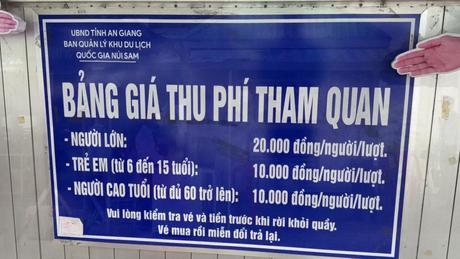 UBND TỈNH AN GIANG
BAN QUẢN LÝ KHU DU LỊCH
QUỐC GIA NÚI SAM
BẢNG GIÁ THU PHÍ THAM QUAN
- NGƯỜI LỚN: 20.000 đồng/người/lượt.
- TRẺ EM (từ 6 đến 15 tuổi): 10.000 đồng/người/lượt.
- NGƯỜI CAO TUỔI (từ đủ 60 trở lên): 10.000 đồng/người/lượt.
Vui lòng kiểm tra vé và tiền trước khi rời khỏi quầy.
Vé mua rồi miễn đổi trả lại.